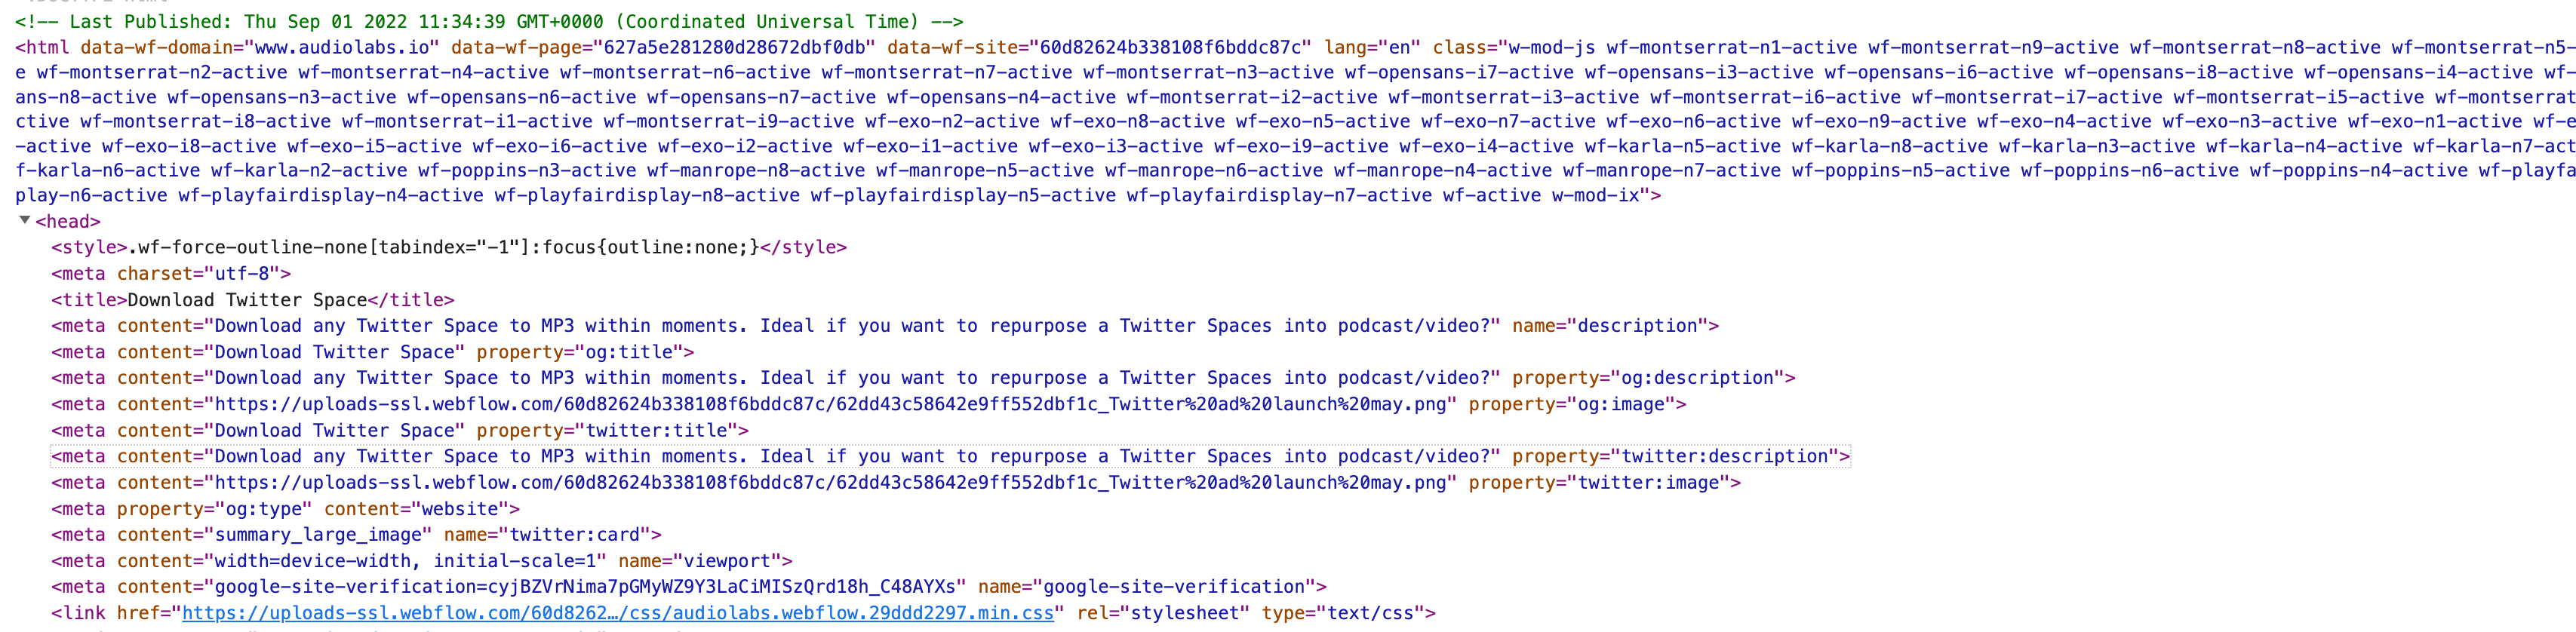 <!-- Last Published: Thu Sep 01 2022 11:34:39 GMT+0000 (Coordinated Universal Time) -->
<html data-wf-domain="www.audiolabs.io" data-wf-page="627a5e281280d28672dbf0db" data-wf-site="60d82624b338108f6bddc87c" lang="en" class="w-mod-js wf-montserrat-n1-active wf-montserrat-n9-active wf-montserrat-n8-active wf-montserrat-n5-
e wf-montserrat-n2-active wf-montserrat-n4-active wf-montserrat-n6-active wf-montserrat-n7-active wf-montserrat-n3-active wf-opensans-i7-active wf-opensans-i3-active wf-opensans-i6-active wf-opensans-i8-active wf-opensans-i4-active wf-
ans-n8-active wf-opensans-n3-active wf-opensans-n6-active wf-opensans-n7-active wf-opensans-n4-active wf-montserrat-i2-active wf-montserrat-i3-active wf-montserrat-i6-active wf-montserrat-i7-active wf-montserrat-i5-active wf-montserrat
ctive wf-montserrat-i8-active wf-montserrat-i1-active wf-montserrat-i9-active wf-exo-n2-active wf-exo-n8-active wf-exo-n5-active wf-exo-n7-active wf-exo-n6-active wf-exo-n9-active wf-exo-n4-active wf-exo-n3-active wf-exo-n1-active wf-e
-active wf-exo-i8-active wf-exo-i5-active wf-exo-i6-active wf-exo-i2-active wf-exo-i1-active wf-exo-i3-active wf-exo-i9-active wf-exo-i4-active wf-karla-n5-active wf-karla-n8-active wf-karla-n3-active wf-karla-n4-active wf-karla-n7-act
f-karla-n6-active wf-karla-n2-active wf-poppins-n3-active wf-manrope-n8-active wf-manrope-n5-active wf-manrope-n6-active wf-manrope-n4-active wf-manrope-n7-active wf-poppins-n5-active wf-poppins-n6-active wf-poppins-n4-active wf-playfa
play-n6-active wf-playfairdisplay-n4-active wf-playfairdisplay-n8-active wf-playfairdisplay-n5-active wf-playfairdisplay-n7-active wf-active w-mod-ix">
<head>
<style>.wf-force-outline-none[tabindex="-1"]:focus{outline:none;}</style>
<meta charset="utf-8">
<title>Download Twitter Space</title>
<meta content="Download any Twitter Space to MP3 within moments. Ideal if you want to repurpose a Twitter Spaces into podcast/video?" name="description">
<meta content="Download Twitter Space" property="og:title">
<meta content="Download any Twitter Space to MP3 within moments. Ideal if you want to repurpose a Twitter Spaces into podcast/video?" property="og:description">
<meta content="https://uploads-ssl.webflow.com/60d82624b338108f6bddc87c/62dd43c58642e9ff552dbf1c_Twitter%20ad%20launch%20may.png" property="og:image">
<meta content="Download Twitter Space" property="twitter:title">
<meta content="Download any Twitter Space to MP3 within moments. Ideal if you want to repurpose a Twitter Spaces into podcast/video?" property="twitter:description">
<meta content="https://uploads-ssl.webflow.com/60d82624b338108f6bddc87c/62dd43c58642e9ff552dbf1c_Twitter%20ad%20launch%20may.png" property="twitter:image">
<meta property="og:type" content="website">
<meta content="summary_large_image" name="twitter:card">
<meta content="width=device-width, initial-scale=1" name="viewport">
<meta content="google-site-verification=cyjBZVrNima7pGMyWZ9Y3LaCiMISzQrd18h_C48AYXs" name="google-site-verification">
<link href="https://uploads-ssl.webflow.com/60d8262…/css/audiolabs.webflow.29ddd2297.min.css" rel="stylesheet" type="text/css">